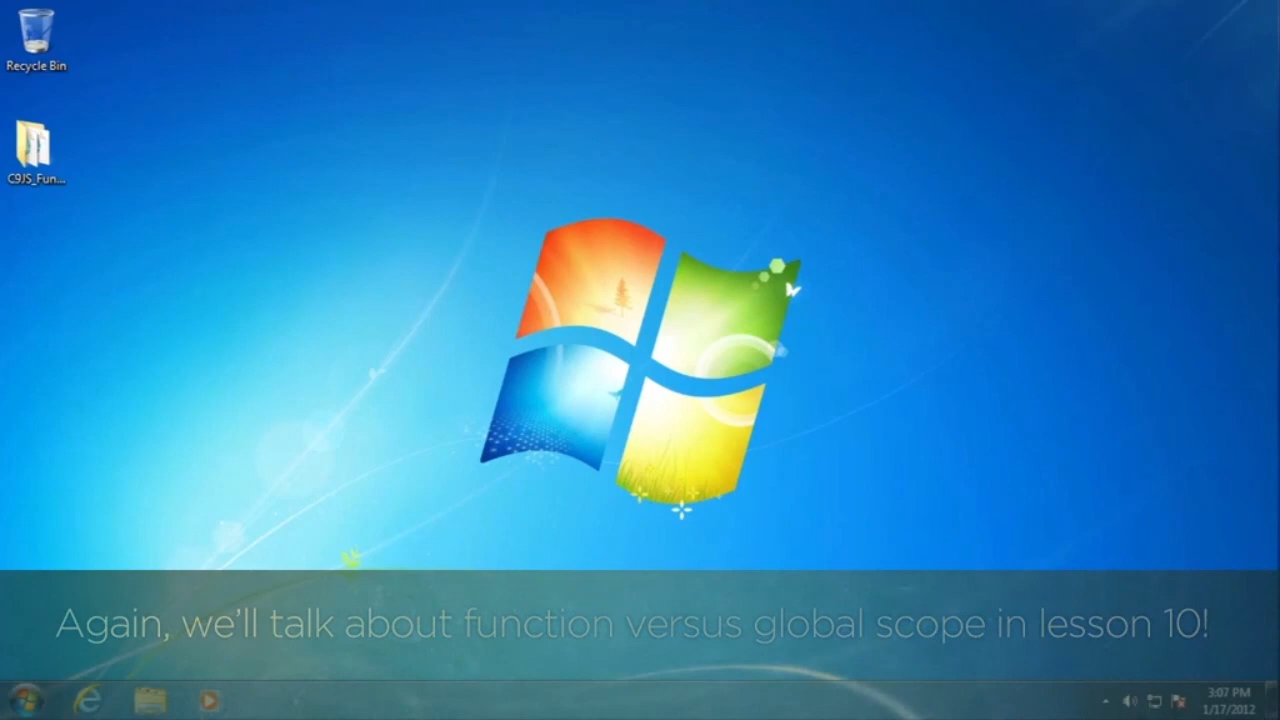 Recycle Bin
C9JS_Fun...
Again, we'll talk about function versus global scope in lesson 10!
3:07 PM
1/17/2012